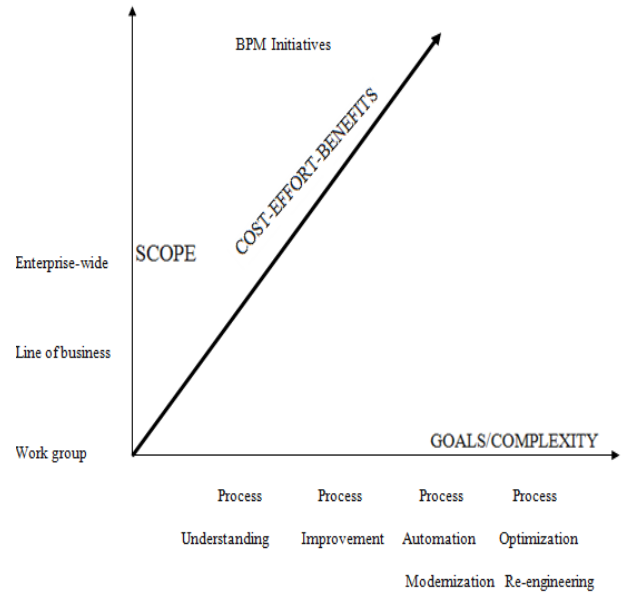 BPM Initiatives
COST-EFFORT-BENEFITS
SCOPE
Enterprise-wide
Line of business
Work group
GOALS/COMPLEXITY
Process Process Process Process
Understanding Improvement Automation Optimization
Modernization Re-engineering